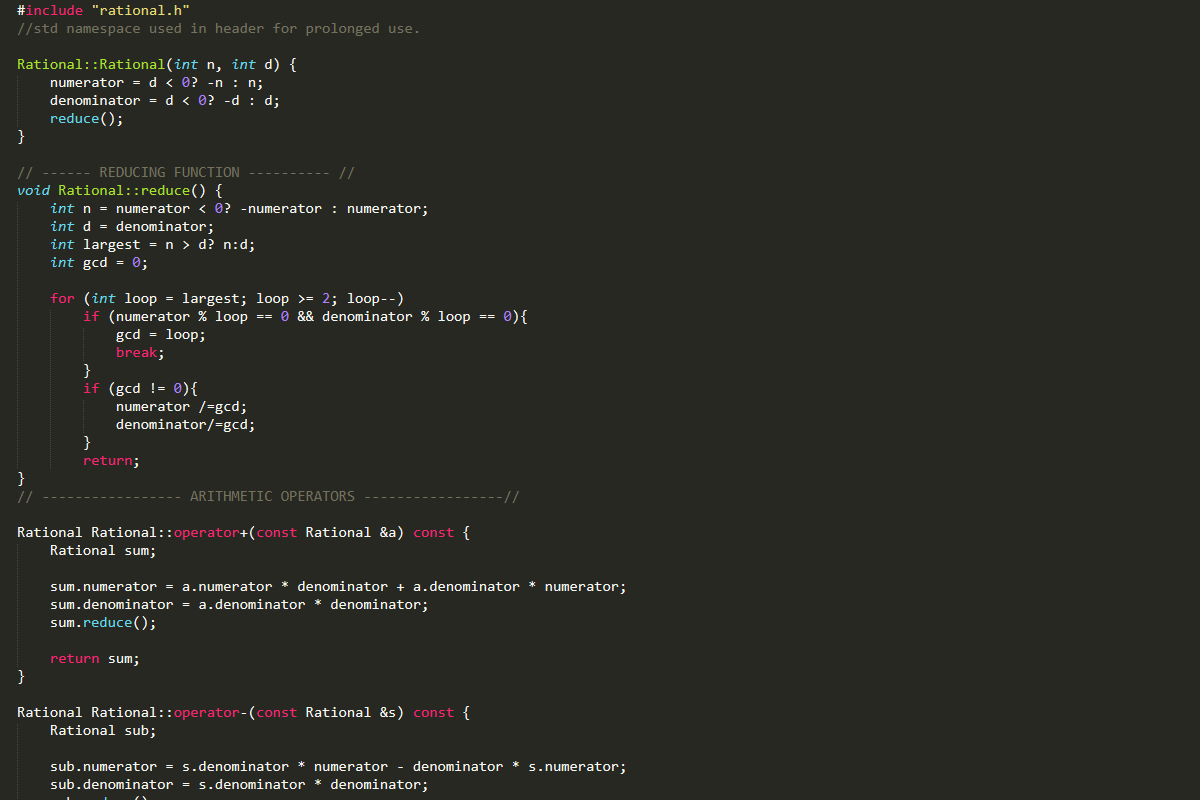 #include "rational.h"
//std namespace used in header for prolonged use.

Rational::Rational(int n, int d) {
    numerator = d < 0? -n : n;
    denominator = d < 0? -d : d;
    reduce();
}

// ------ REDUCING FUNCTION ---------- //
void Rational::reduce() {
    int n = numerator < 0? -numerator : numerator;
    int d = denominator;
    int largest = n > d? n:d;
    int gcd = 0;

    for (int loop = largest; loop >= 2; loop--)
        if (numerator % loop == 0 && denominator % loop == 0){
            gcd = loop;
            break;
        }
        if (gcd != 0){
            numerator /=gcd;
            denominator/=gcd;
        }
        return;
}
// ----------------- ARITHMETIC OPERATORS -----------------//

Rational Rational::operator+(const Rational &a) const {
    Rational sum;

    sum.numerator = a.numerator * denominator + a.denominator * numerator;
    sum.denominator = a.denominator * denominator;
    sum.reduce();

    return sum;
}

Rational Rational::operator-(const Rational &s) const {
    Rational sub;

    sub.numerator = s.denominator * numerator - denominator * s.numerator;
    sub.denominator = s.denominator * denominator;